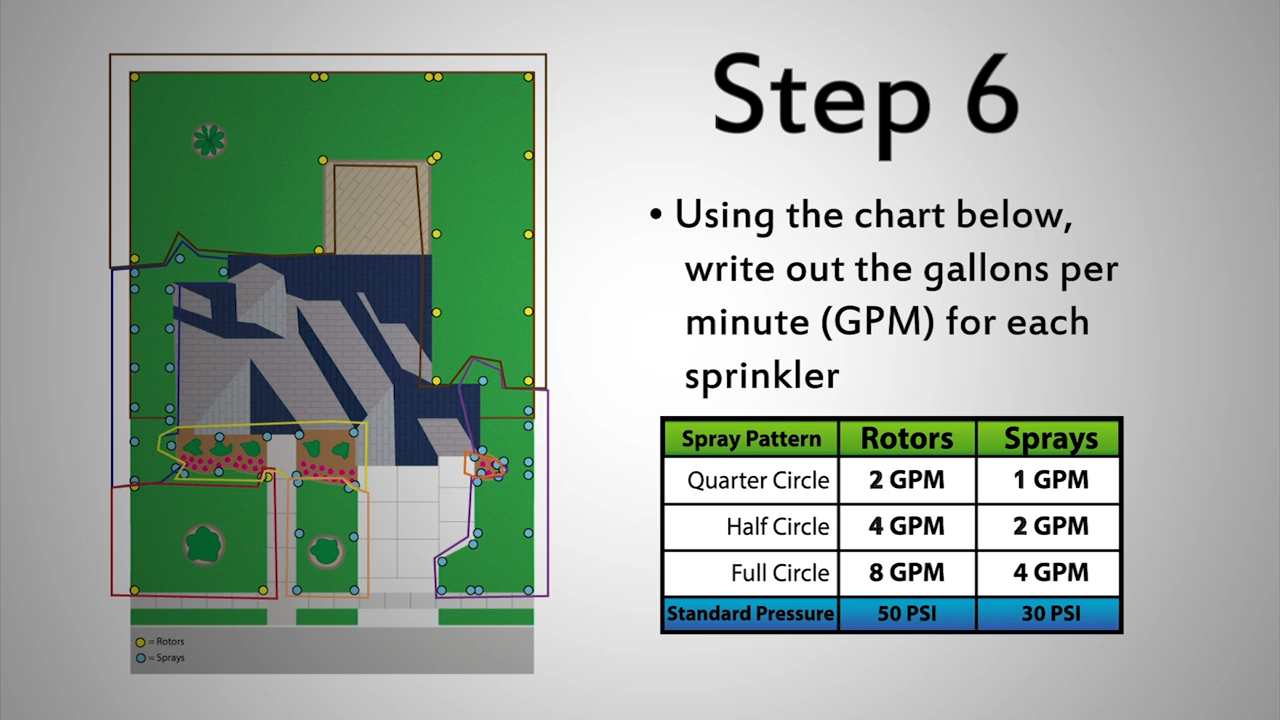 Step 6
• Using the chart below,
write out the gallons per
minute (GPM) for each
sprinkler
Spray Pattern Rotors Sprays
Quarter Circle 2 GPM 1 GPM
Half Circle 4 GPM 2 GPM
Full Circle 8 GPM 4 GPM
Standard Pressure 50 PSI 30 PSI
= Rotors
= Sprays